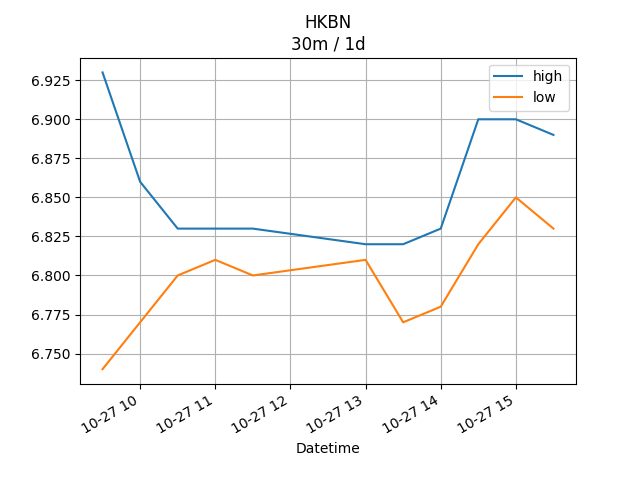 HKBN
30m / 1d
high
low
6.925
6.900
6.875
6.850
6.825
6.800
6.775
6.750
10-27 10
10-27 11
10-27 12
10-27 13
10-27 14
10-27 15
Datetime